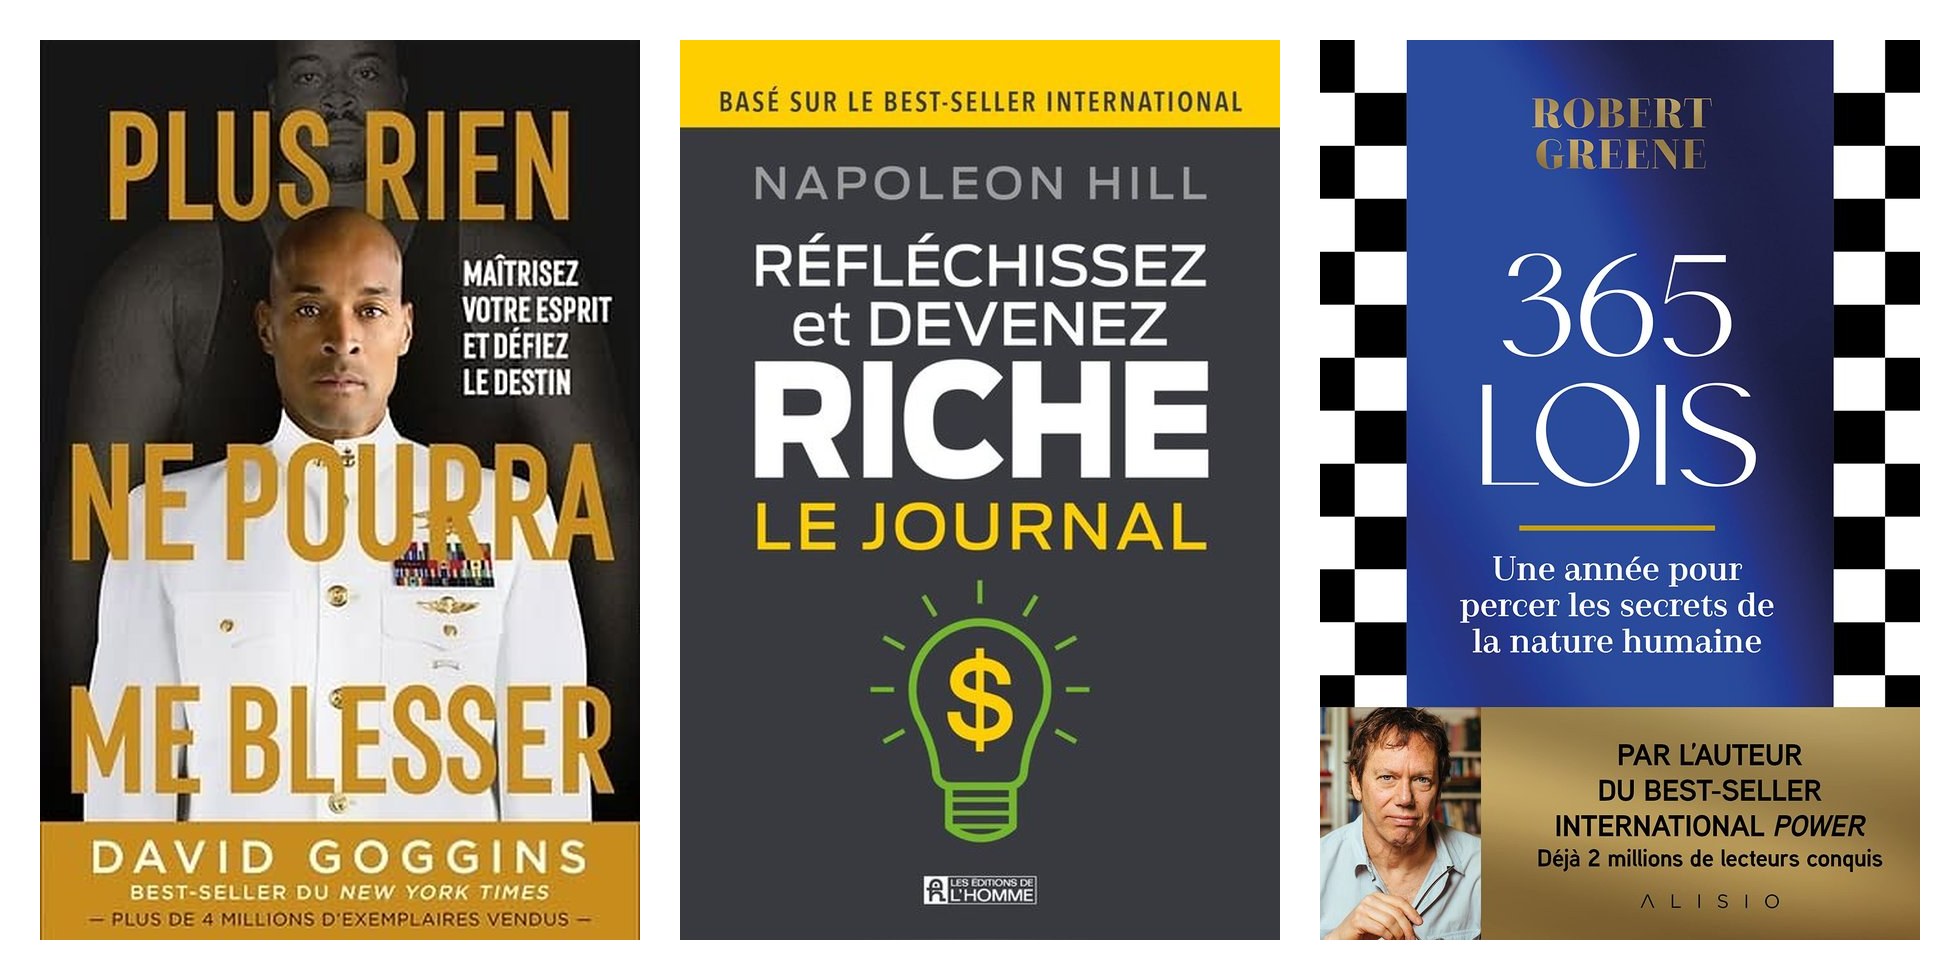 PLUS RIEN
MAÎTRISEZ
VOTRE ESPRIT
ET DÉFIEZ
LE DESTIN
NE POURRA
ME BLESSER
DAVID GOGGINS
BEST-SELLER DU NEW YORK TIMES
— PLUS DE 4 MILLIONS D'EXEMPLAIRES VENDUS —
BASÉ SUR LE BEST-SELLER INTERNATIONAL
NAPOLEON HILL
RÉFLÉCHISSEZ
et DEVENEZ
RICHE
LE JOURNAL
$
LES ÉDITIONS DE
L'HOMME
ROBERT
GREENE
365
LOIS
Une année pour
percer les secrets de
la nature humaine
PAR L'AUTEUR
DU BEST-SELLER
INTERNATIONAL POWER
Déjà 2 millions de lecteurs conquis
ALISIO